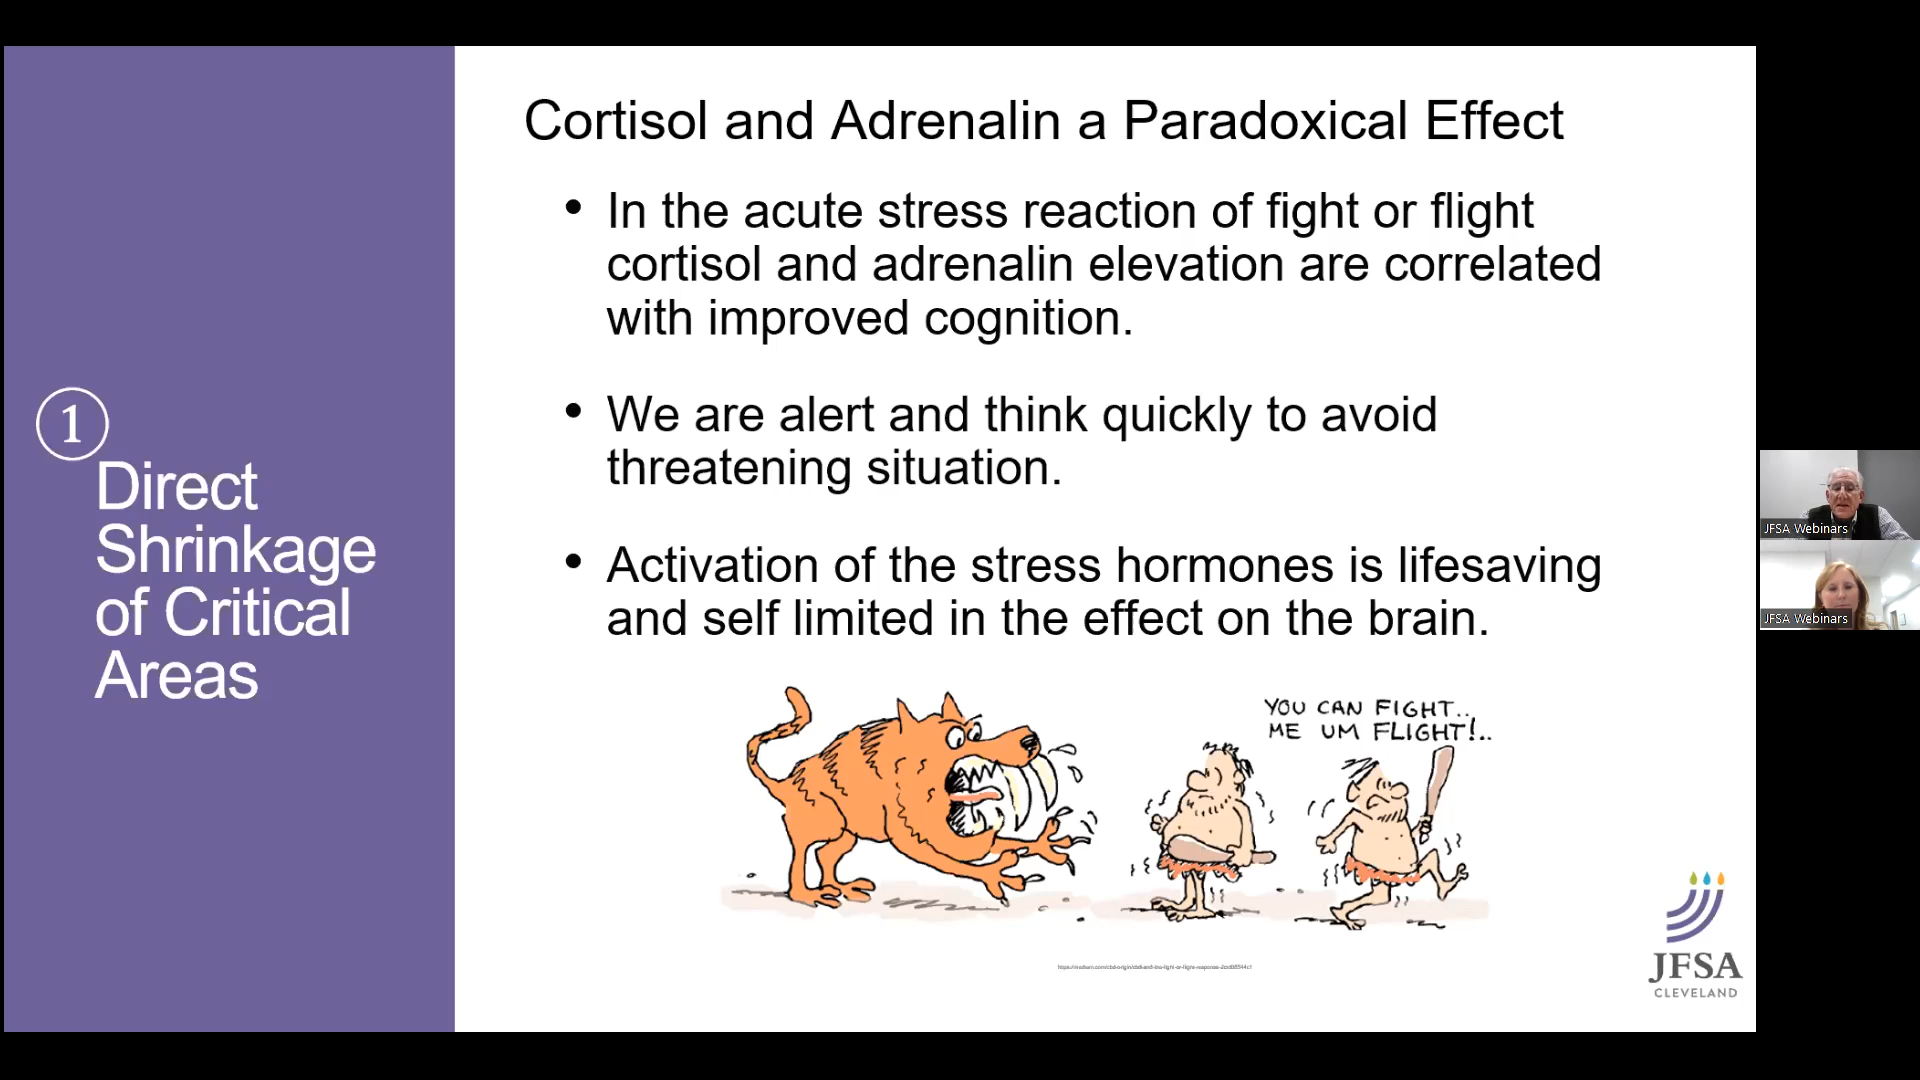 ①
Direct
Shrinkage
of Critical
Areas
Cortisol and Adrenalin a Paradoxical Effect
• In the acute stress reaction of fight or flight
cortisol and adrenalin elevation are correlated
with improved cognition.
• We are alert and think quickly to avoid
threatening situation.
• Activation of the stress hormones is lifesaving
and self limited in the effect on the brain.
YOU CAN FIGHT..
ME UM FLIGHT!..
JFSA
CLEVELAND
JFSA Webinars
JFSA Webinars